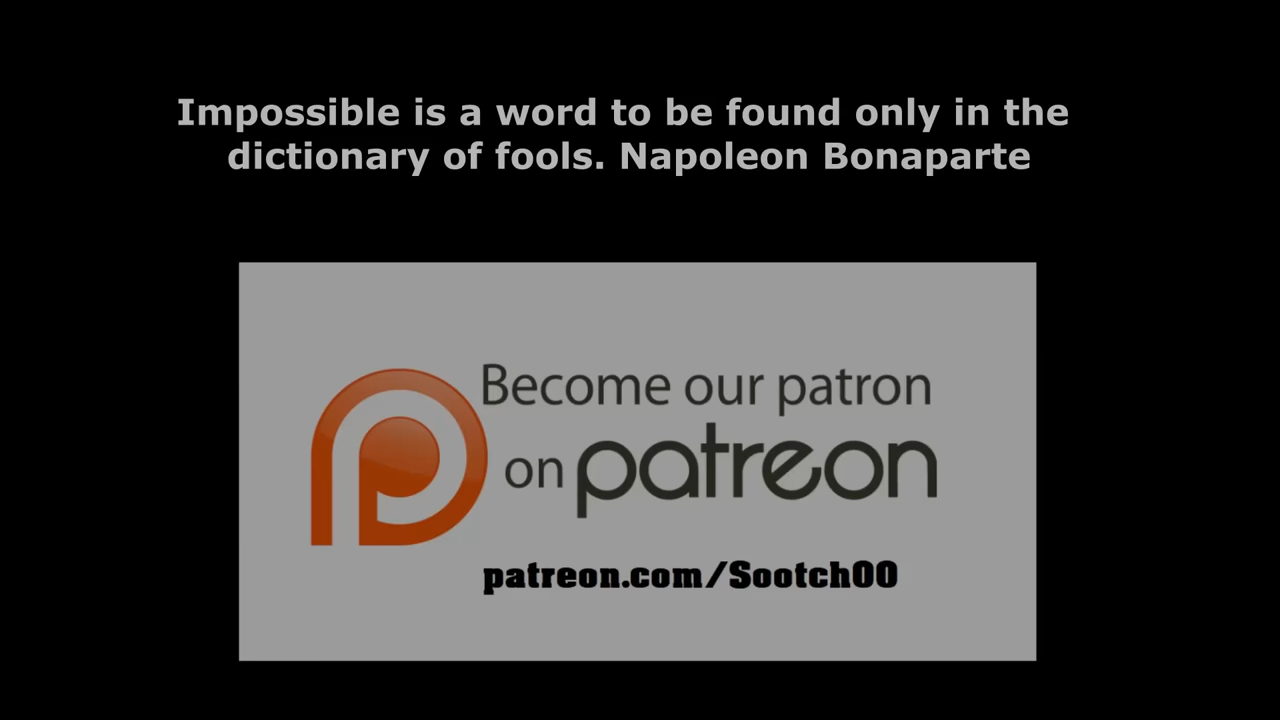 Impossible is a word to be found only in the
dictionary of fools. Napoleon Bonaparte
Become our patron
on patreon
patreon.com/Sootch00